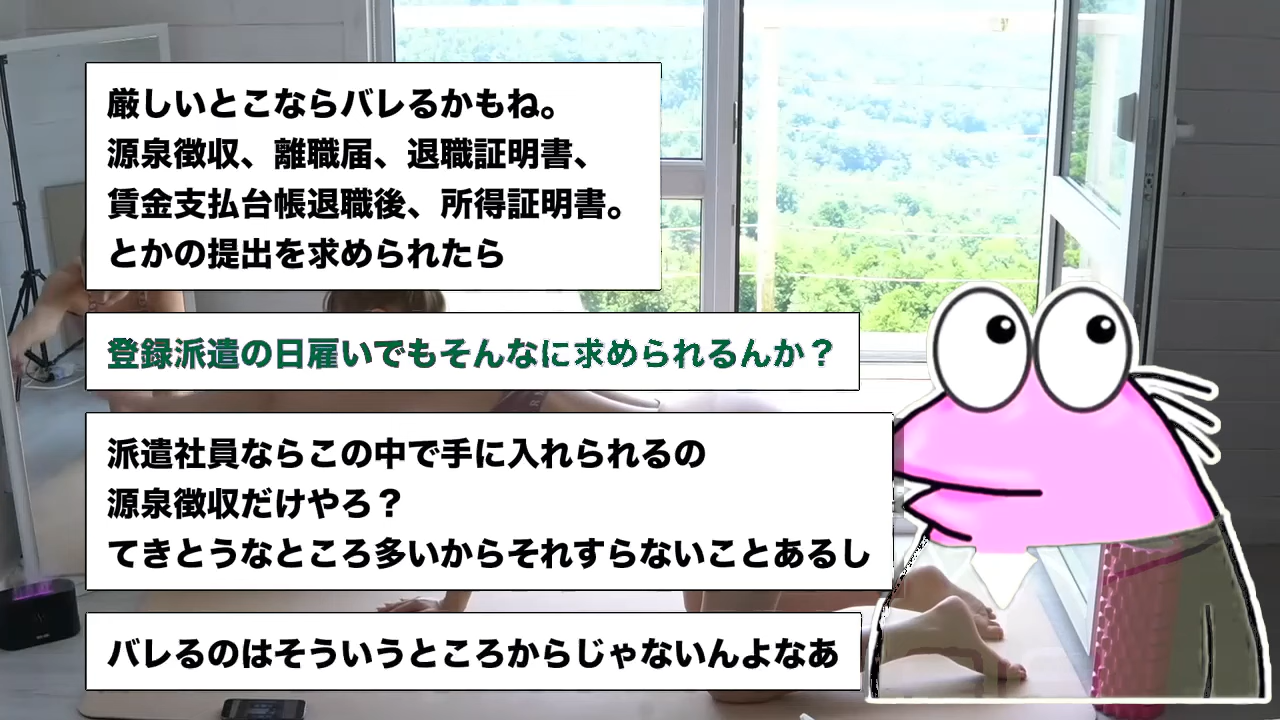 厳しいとこならバレるかもね。
源泉徴収、離職届、退職証明書、
賃金支払台帳退職後、所得証明書。
とかの提出を求められたら
登録派遣の日雇いでもそんなに求められるんか？
派遣社員ならこの中で手に入れられるの
源泉徴収だけやろ？
てきとうなところ多いからそれすらないことあるし
バレるのはそういうところからじゃないんよなあ